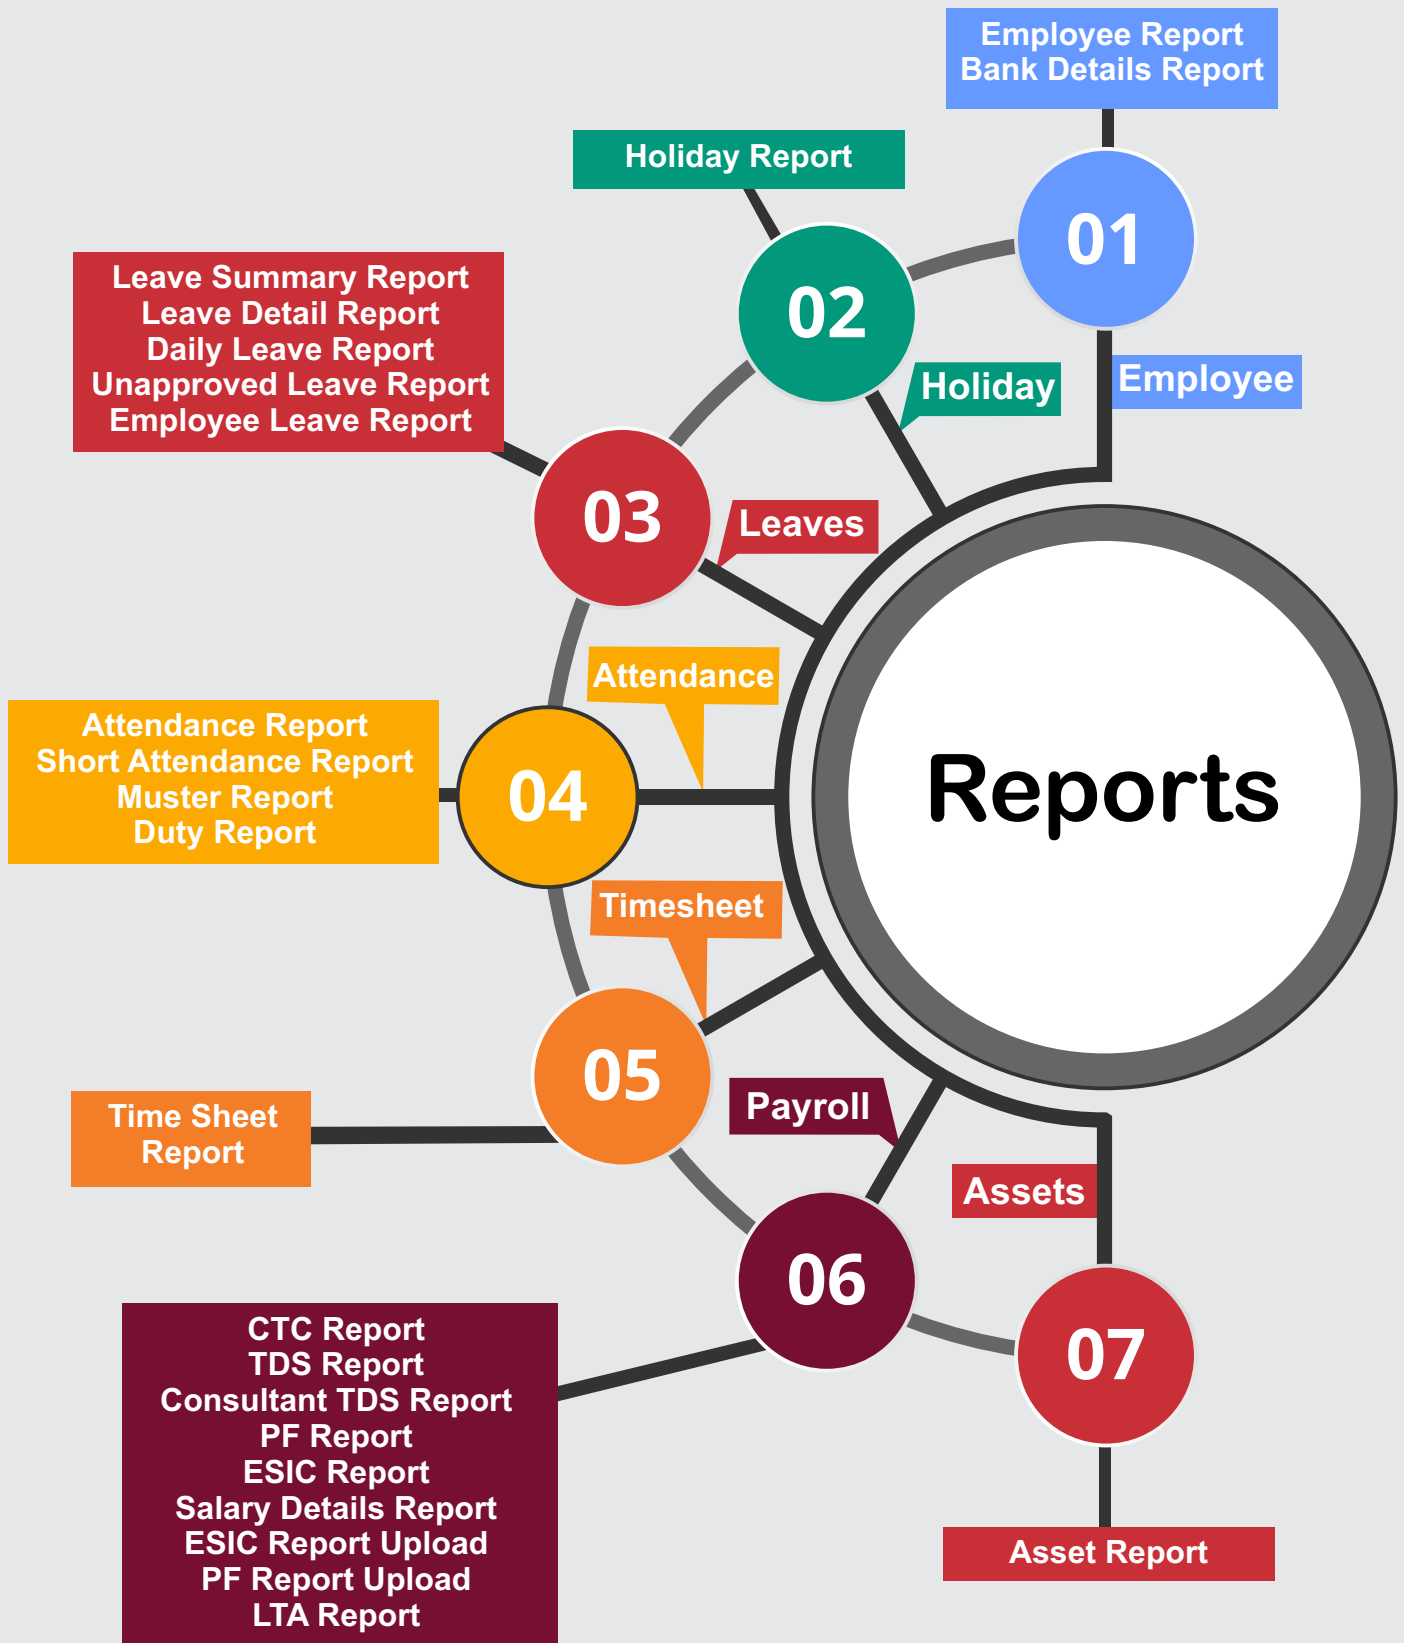 Employee Report
Bank Details Report
01
Employee
Holiday Report
02
Holiday
Leave Summary Report
Leave Detail Report
Daily Leave Report
Unapproved Leave Report
Employee Leave Report
03
Leaves
Attendance
Attendance Report
Short Attendance Report
Muster Report
Duty Report
04
Reports
Timesheet
05
Time Sheet
Report
Payroll
06
CTC Report
TDS Report
Consultant TDS Report
PF Report
ESIC Report
Salary Details Report
ESIC Report Upload
PF Report Upload
LTA Report
Assets
07
Asset Report